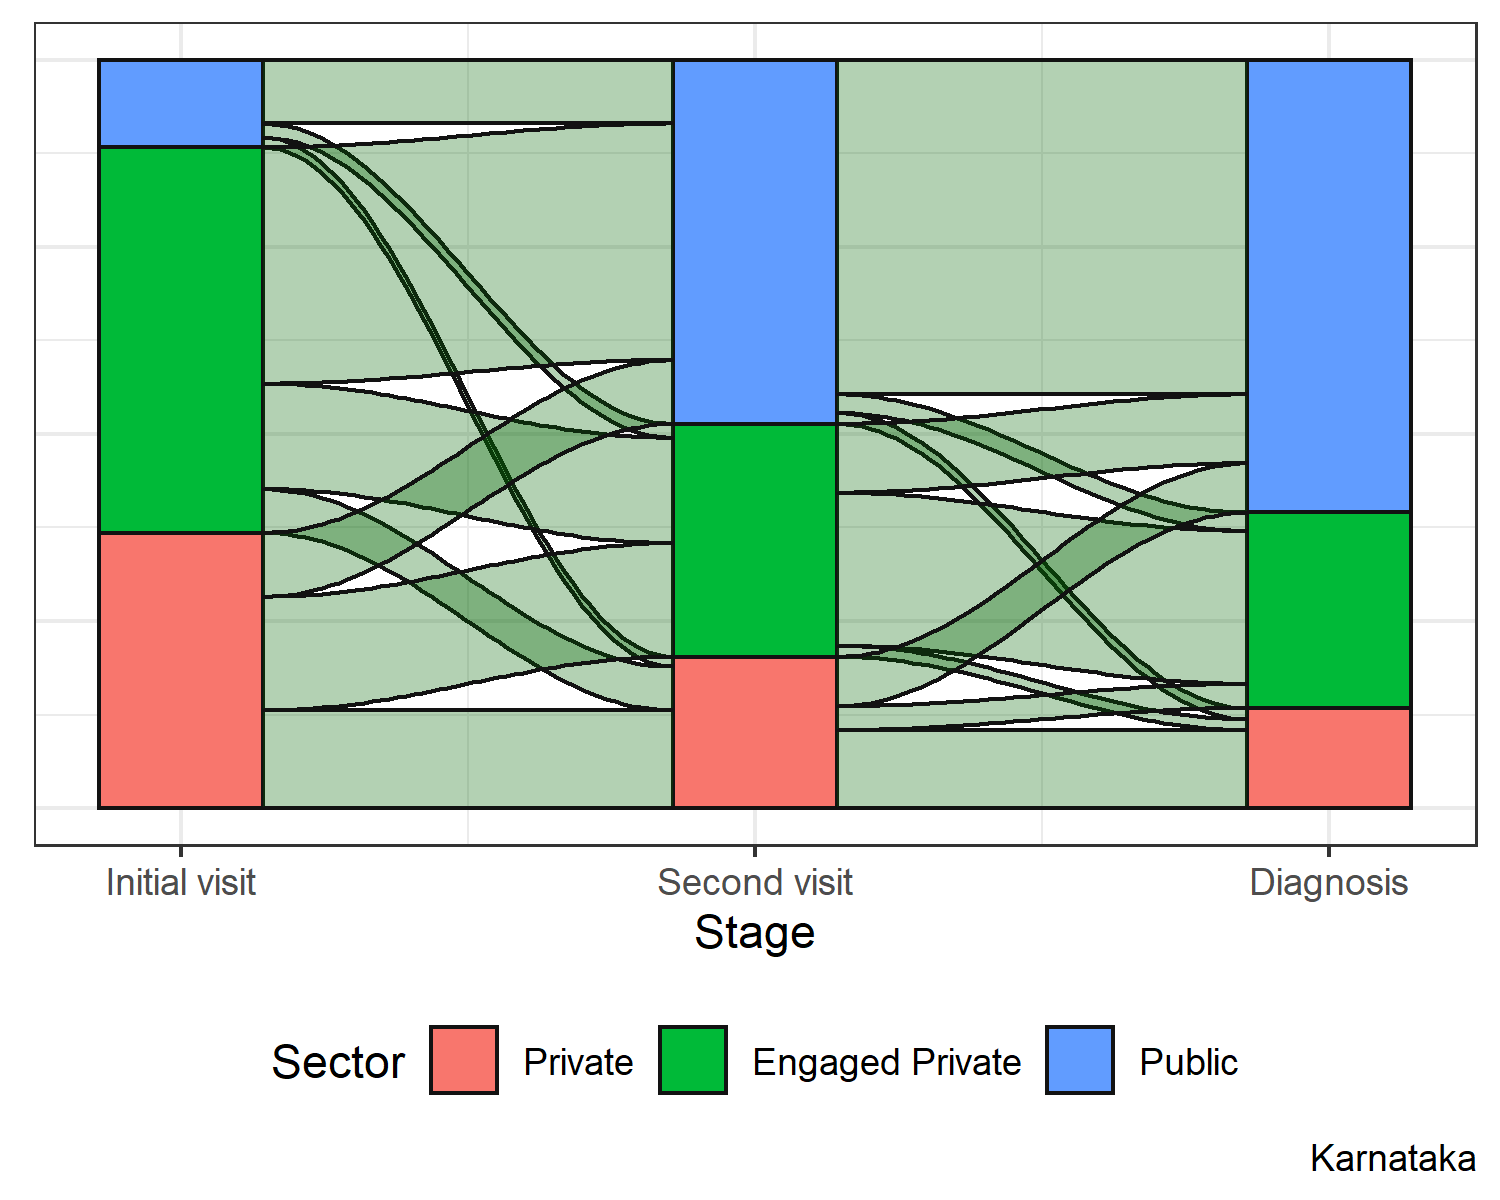 Initial visit Second visit Diagnosis
Stage
Sector Private Engaged Private Public
Karnataka